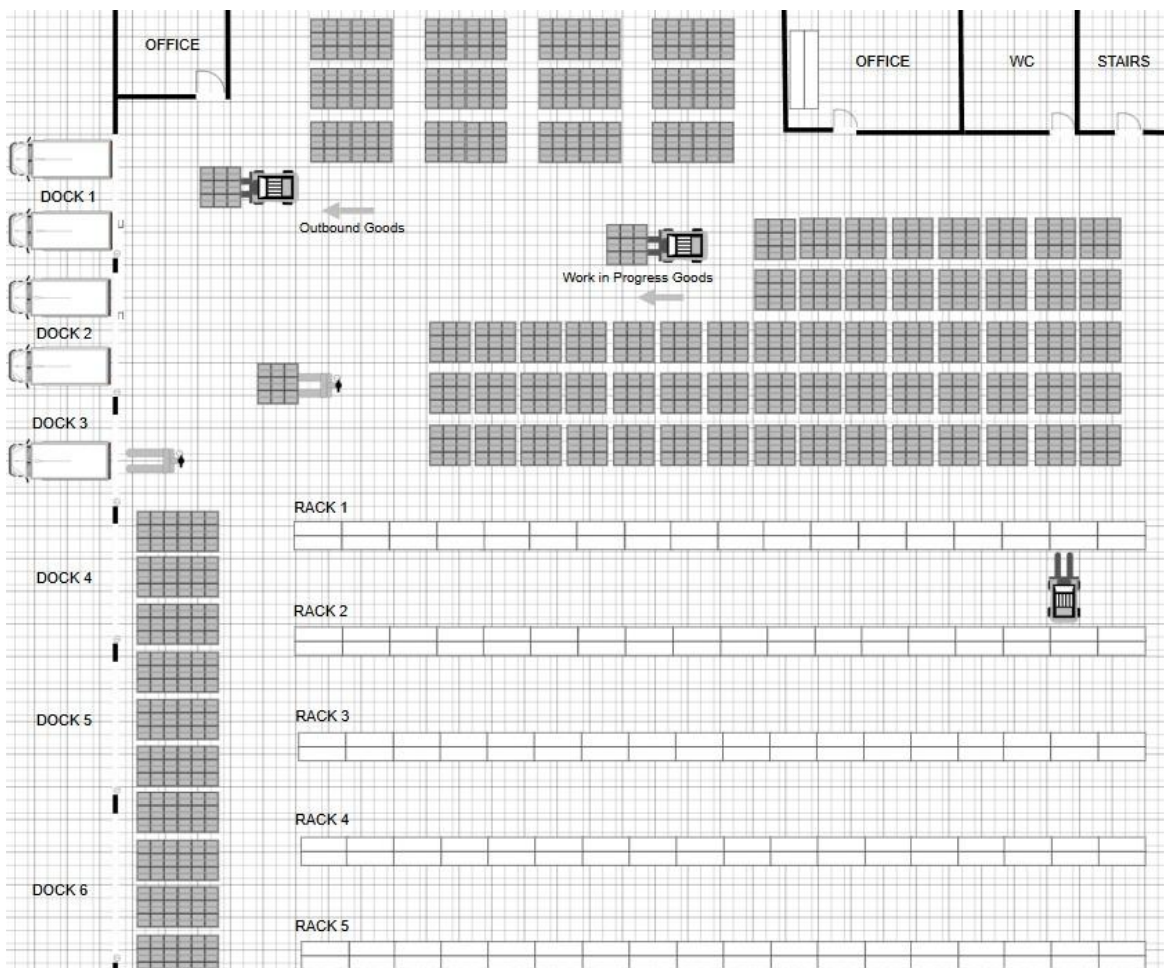 OFFICE
OFFICE
WC
STAIRS
DOCK 1
Outbound Goods
Work in Progress Goods
DOCK 2
DOCK 3
RACK 1
DOCK 4
RACK 2
DOCK 5
RACK 3
RACK 4
DOCK 6
RACK 5